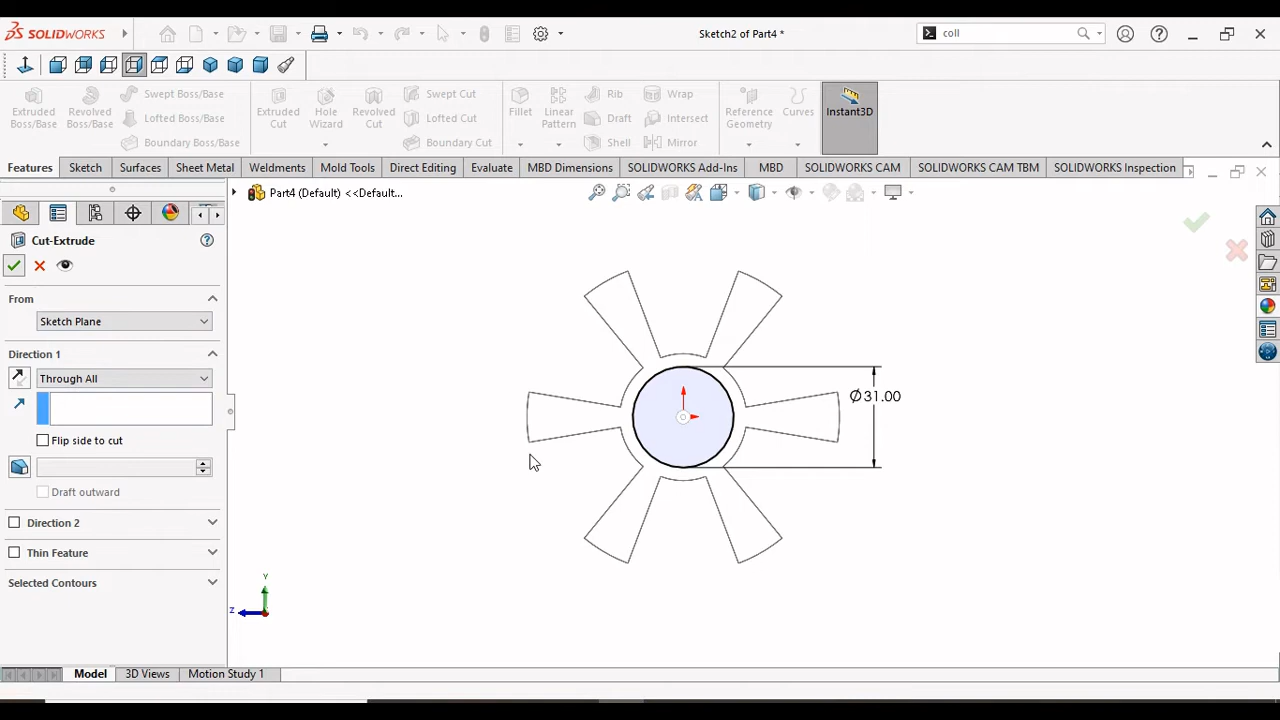 SOLIDWORKS
Sketch2 of Part4 *
coll
Extruded Boss/Base
Revolved Boss/Base
Swept Boss/Base
Lofted Boss/Base
Boundary Boss/Base
Extruded Cut
Hole Wizard
Revolved Cut
Swept Cut
Lofted Cut
Boundary Cut
Fillet
Linear Pattern
Rib
Draft
Shell
Wrap
Intersect
Mirror
Reference Geometry
Curves
Instant3D
Features
Sketch
Surfaces
Sheet Metal
Weldments
Mold Tools
Direct Editing
Evaluate
MBD Dimensions
SOLIDWORKS Add-Ins
MBD
SOLIDWORKS CAM
SOLIDWORKS CAM TBM
SOLIDWORKS Inspection
Part4 (Default) <<Default...
Cut-Extrude
From
Sketch Plane
Direction 1
Through All
Flip side to cut
Draft outward
Direction 2
Thin Feature
Selected Contours
Ø31.00
Y
Z
Model
3D Views
Motion Study 1